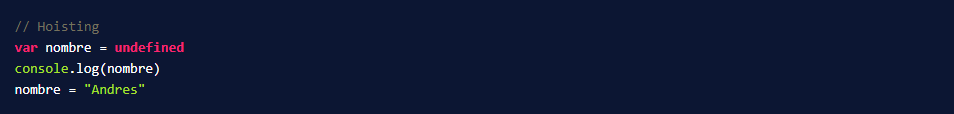 // Hoisting
var nombre = undefined
console.log(nombre)
nombre = "Andres"